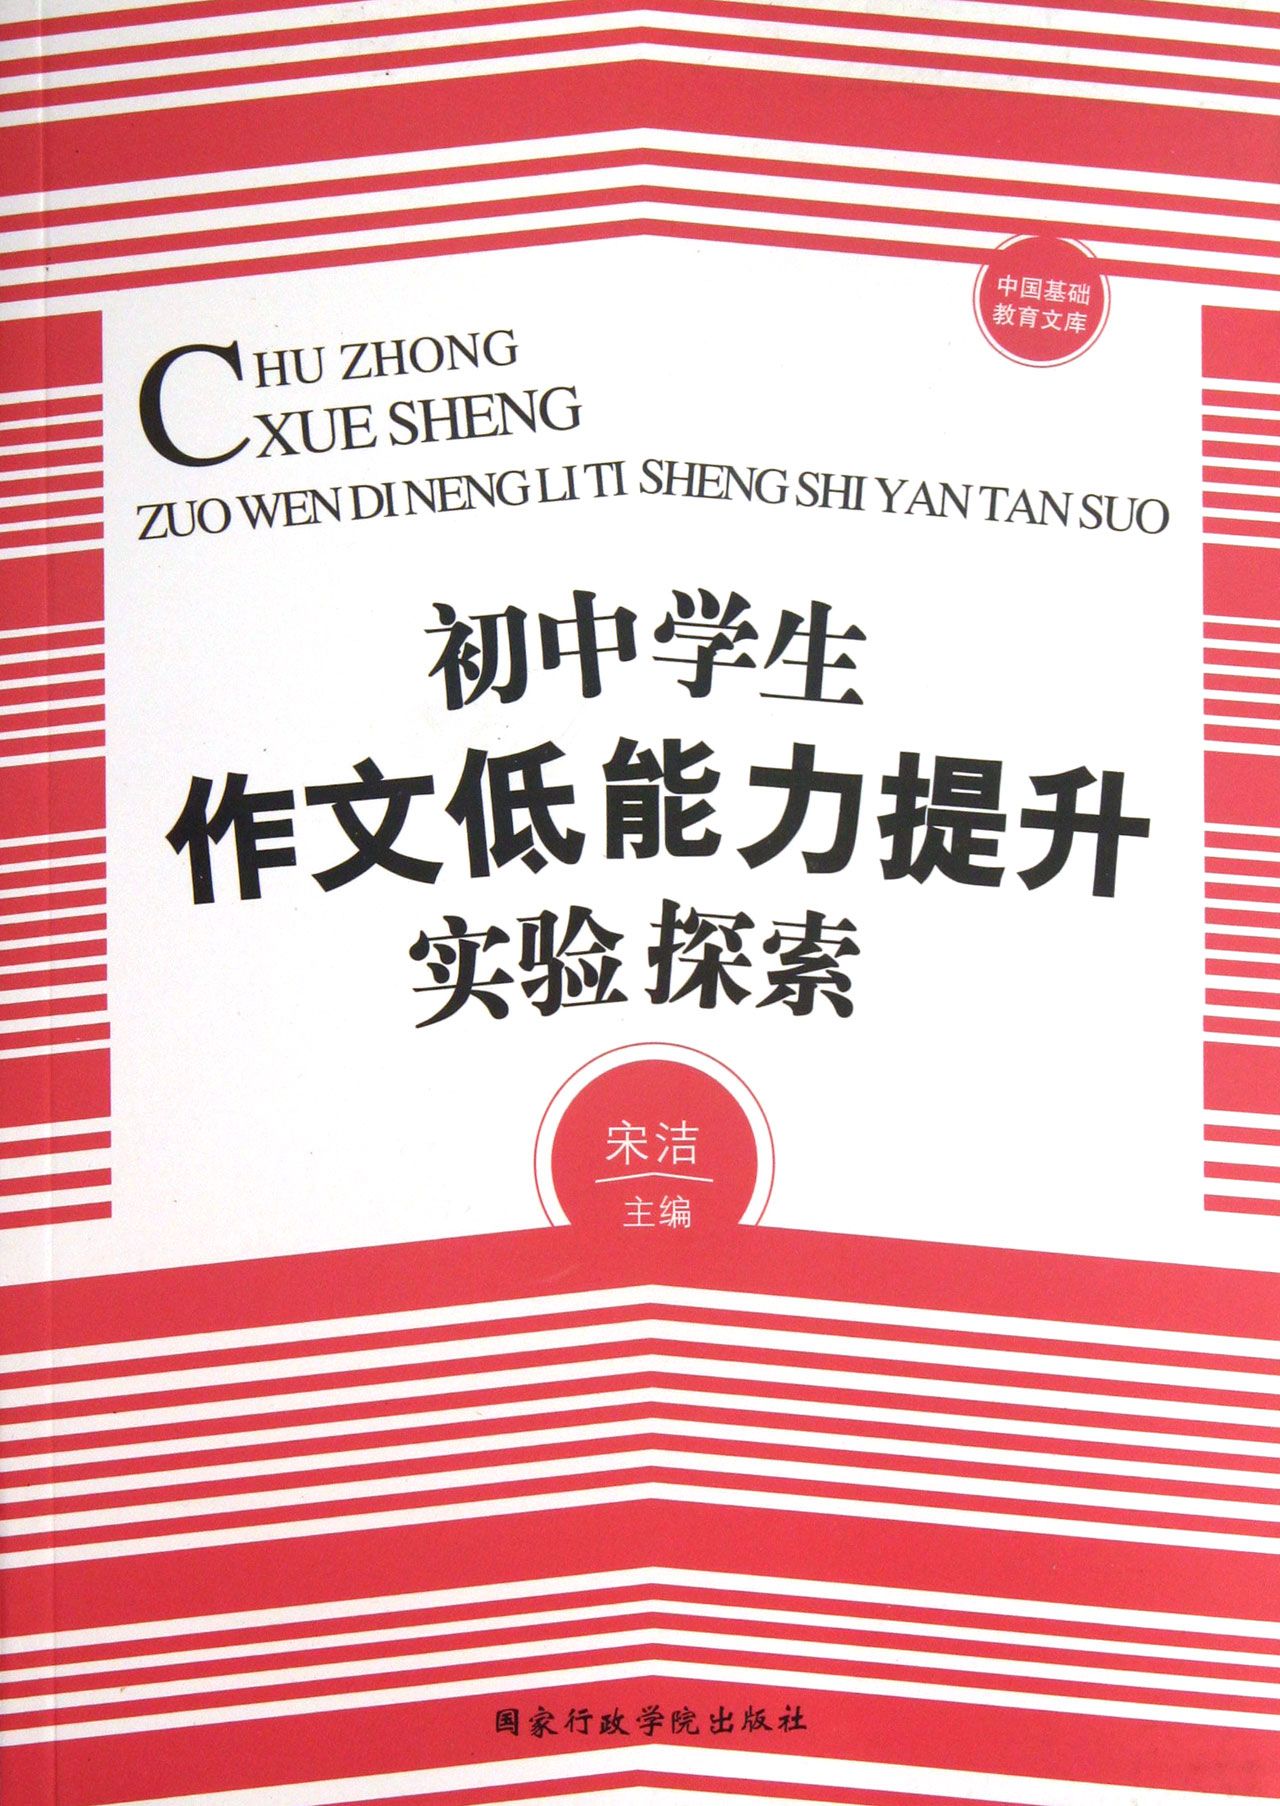 中国基础
教育文库
CHU ZHONG
XUE SHENG
ZUO WEN DI NENG LI TI SHENG SHI YAN TAN SUO
初中学生
作文低能力提升
实验探索
宋洁
主编
国家行政学院出版社